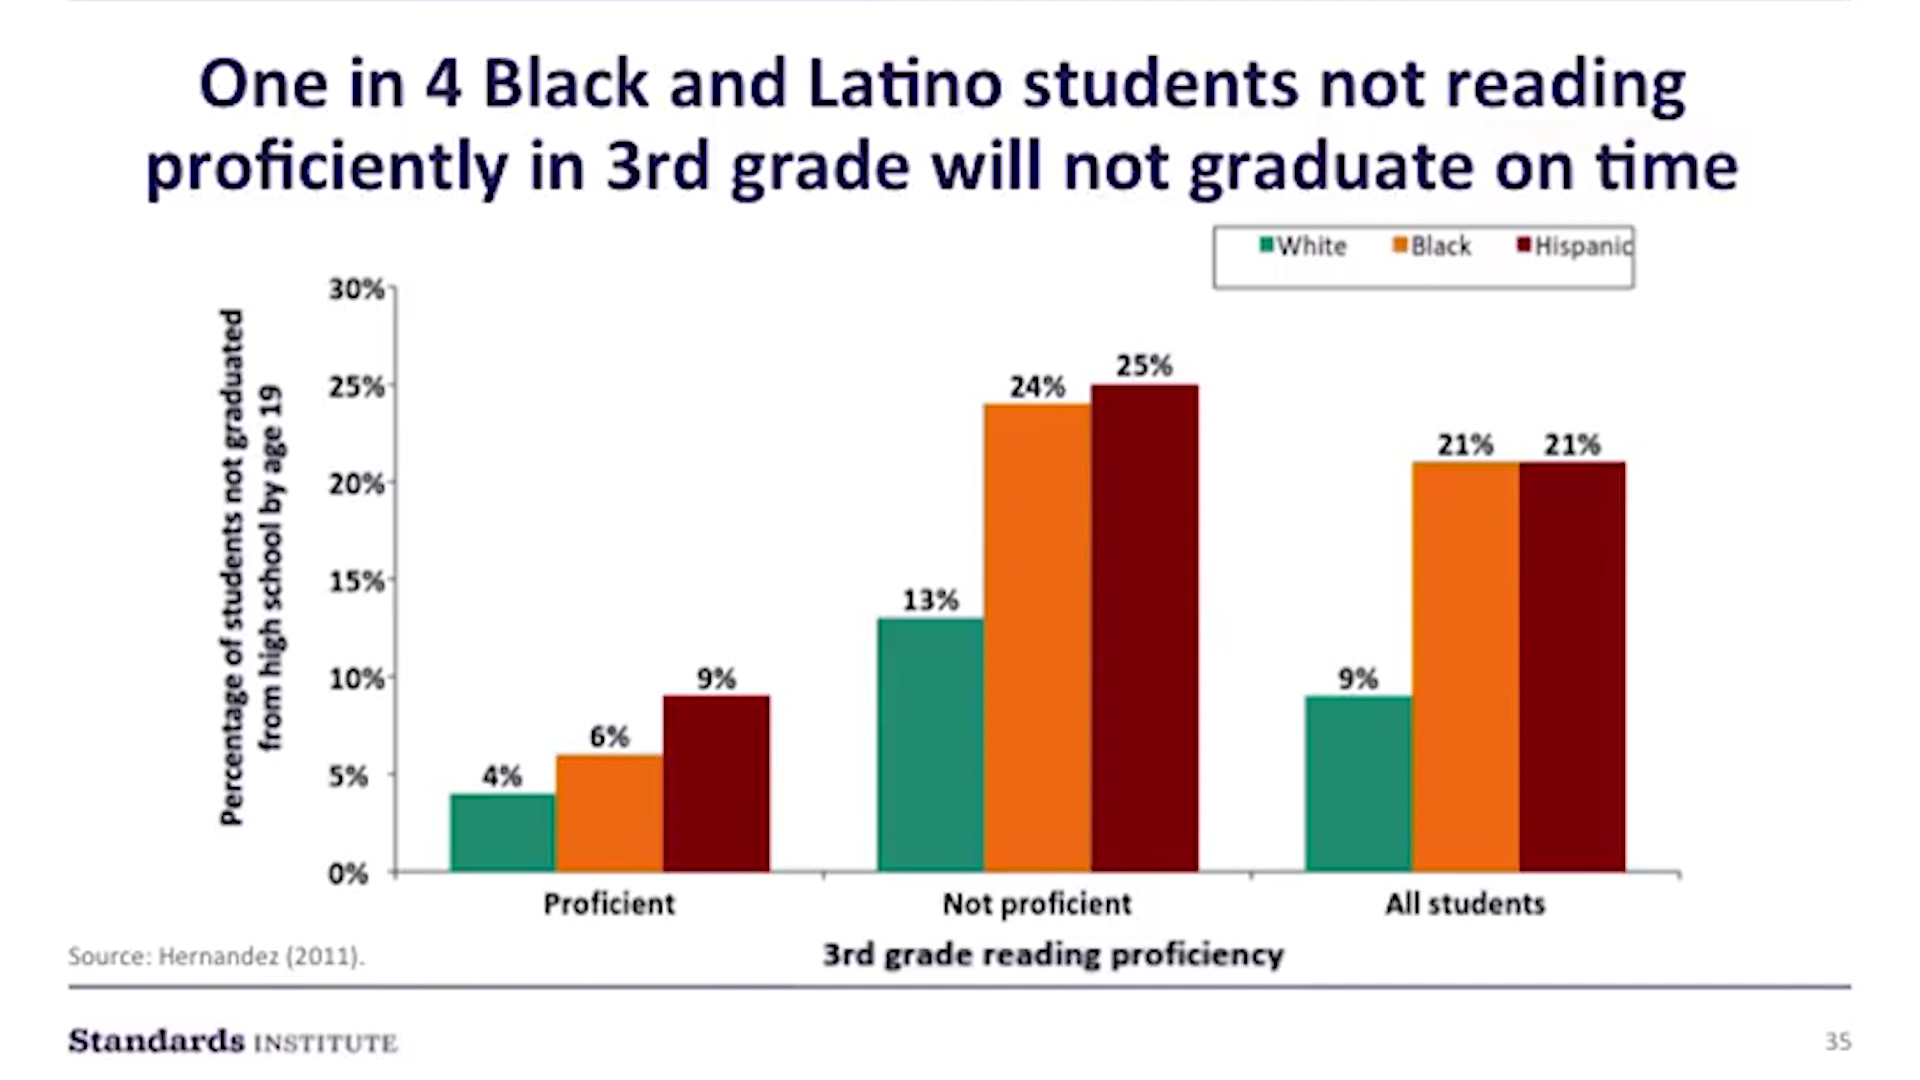 One in 4 Black and Latino students not reading
proficiently in 3rd grade will not graduate on time
White Black Hispanic
Percentage of students not graduated
from high school by age 19
30%
25%
20%
15%
10%
5%
0%
4%
6%
9%
13%
24%
25%
9%
21%
21%
Proficient
Not proficient
All students
3rd grade reading proficiency
Source: Hernandez (2011).
Standards INSTITUTE
35